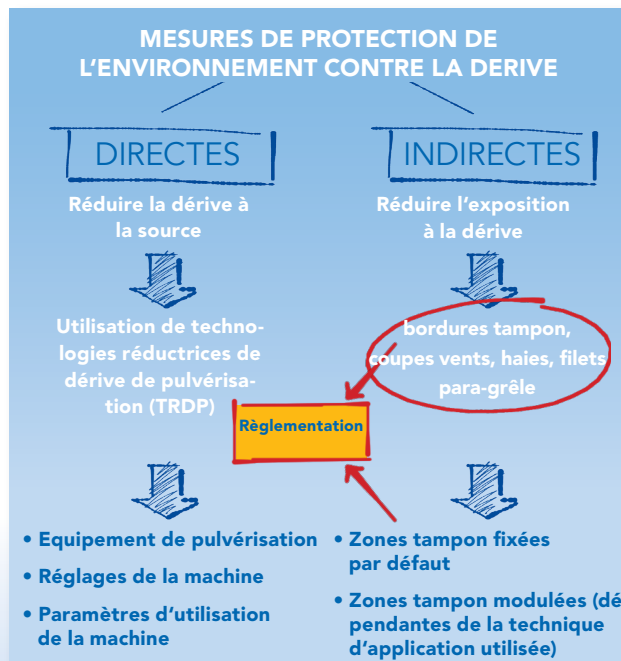 MESURES DE PROTECTION DE
L'ENVIRONNEMENT CONTRE LA DERIVE
DIRECTES
Réduire la dérive à
la source
Utilisation de techno-
logies réductrices de
dérive de pulvérisa-
tion (TRDP)
• Equipement de pulvérisation
• Réglages de la machine
• Paramètres d'utilisation
de la machine
INDIRECTES
Réduire l'exposition
à la dérive
bordures tampon,
coupes vents, haies, filets
para-grêle
Règlementation
• Zones tampon fixées
par défaut
• Zones tampon modulées (dé
pendantes de la technique
d'application utilisée)